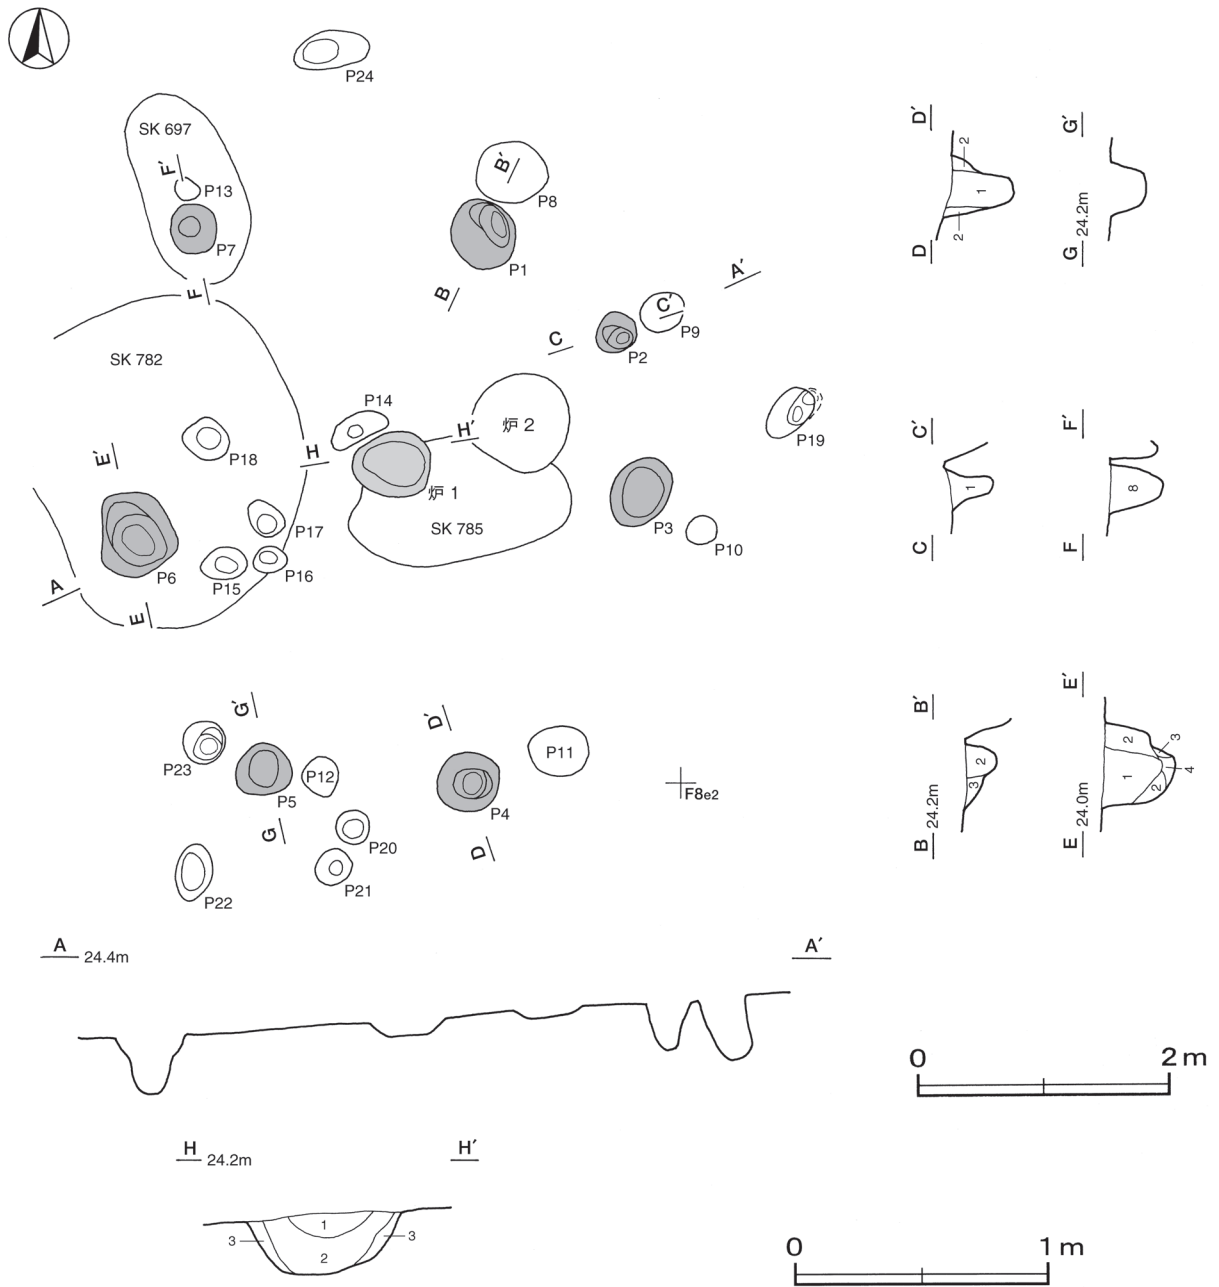 P24
SK 697
F′
P13
P7
F
B′
P8
P1
B
A′
C′
P9
C
P2
SK 782
P14
H′
炉 2
H
P19
P18
E′
炉 1
SK 785
P3
P10
P17
P16
P15
P6
A
E
G′
D′
P23
P12
P5
P11
P4
F8e2
G
D
P20
P21
P22
D′
2
1
2
D
G′
G
24.2m
C′
1
C
F′
8
F
B′
2
3
B
24.2m
E′
2
3
4
1
2
E
24.0m
A
24.4m
A′
0
2 m
H
24.2m
H′
1
2
3
3
0
1 m